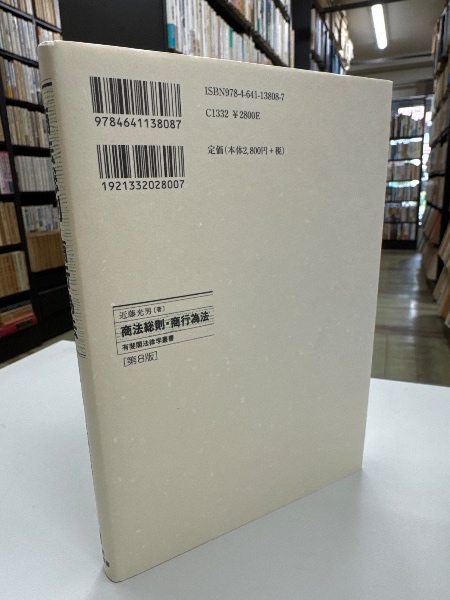 ISBN978-4-641-13808-7
C1332 ¥2800E
9784641138087
定価(本体2,800円+税)
1921332028007
近藤光男(著)
商法総則・商行為法
有斐閣法律学叢書
[第8版]